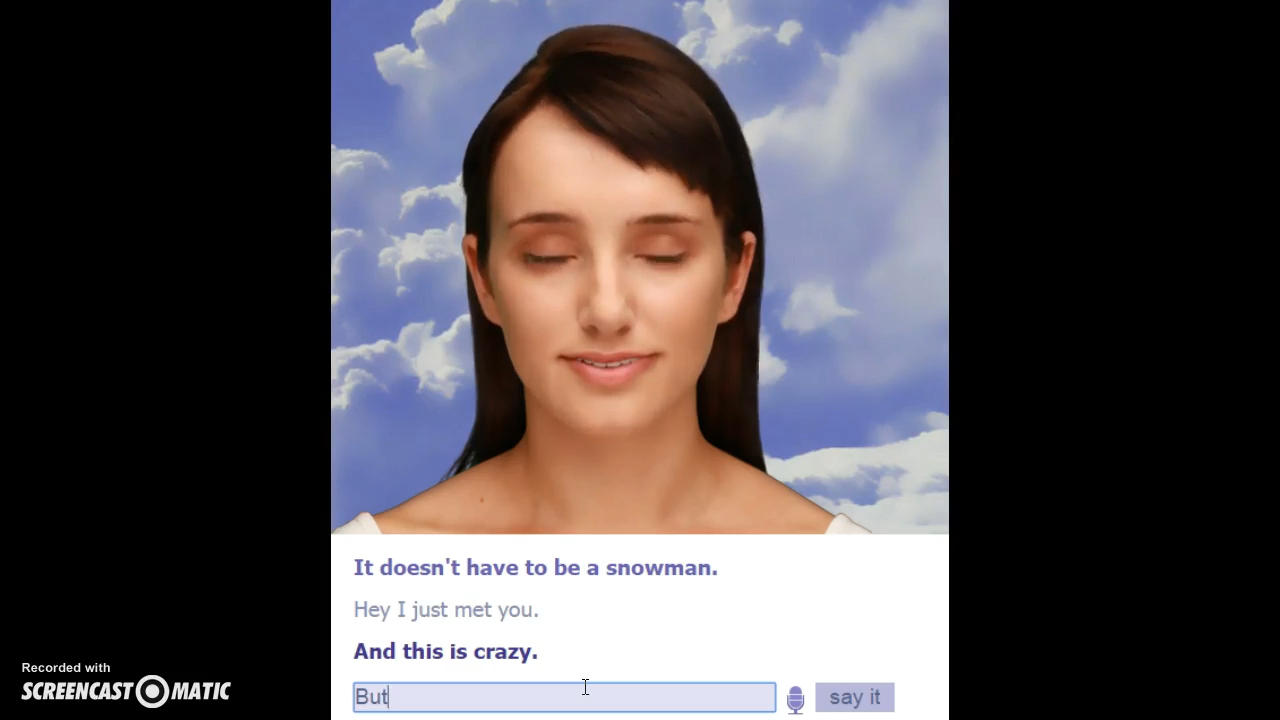 It doesn't have to be a snowman.
Hey I just met you.
And this is crazy.
But
say it
Recorded with
SCREENCAST MATIC